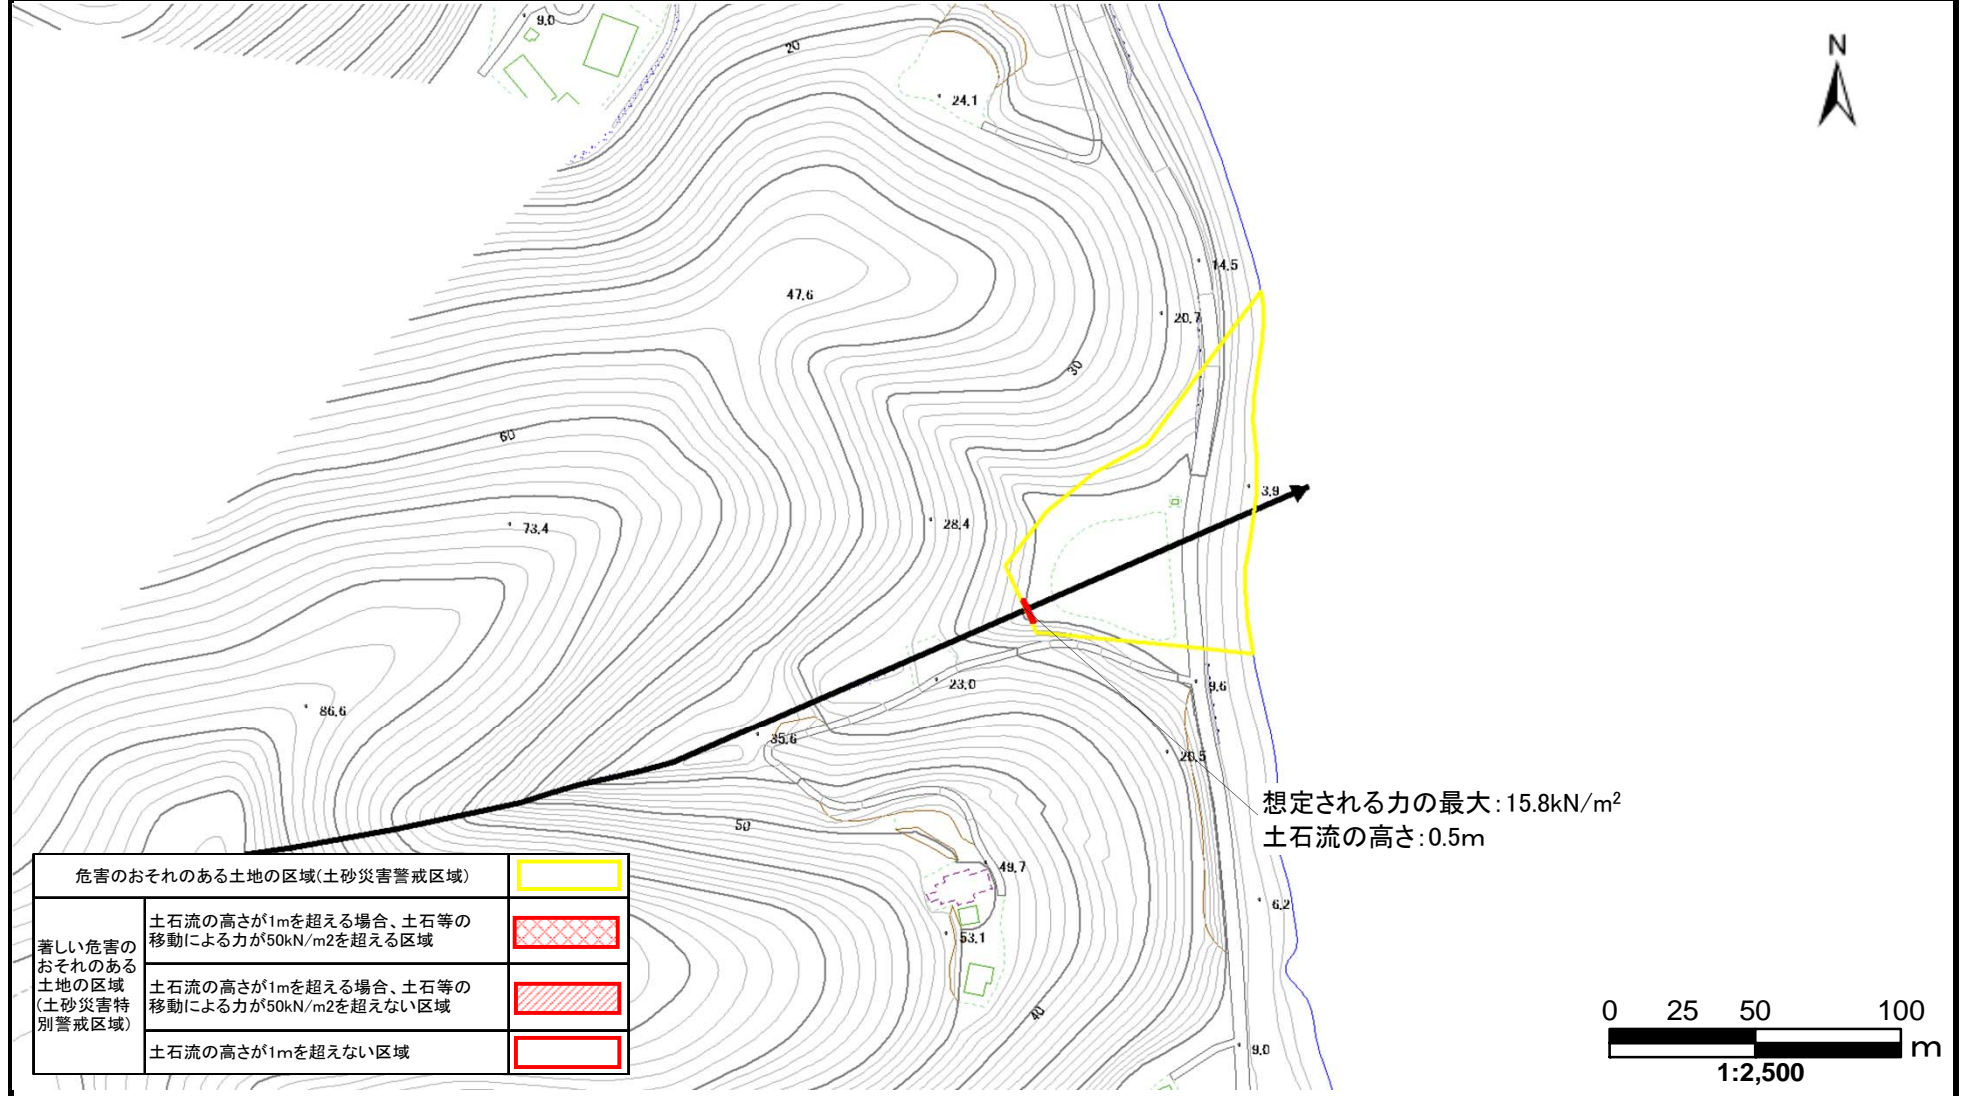 9.0
20
N
24.1
14.5
47.6
20.7
30
60
3.9
73.4
28.4
23.0
9.6
86.6
35.6
20.5
想定される力の最大:15.8kN/m²
土石流の高さ:0.5m
50
49.7
53.1
6.2
40
9.0
危害のおそれのある土地の区域(土砂災害警戒区域)
著しい危害の
おそれのある
土地の区域
(土砂災害特
別警戒区域)
土石流の高さが1mを超える場合、土石等の
移動による力が50kN/m2を超える区域
土石流の高さが1mを超える場合、土石等の
移動による力が50kN/m2を超えない区域
土石流の高さが1mを超えない区域
0 25 50 100
m
1:2,500